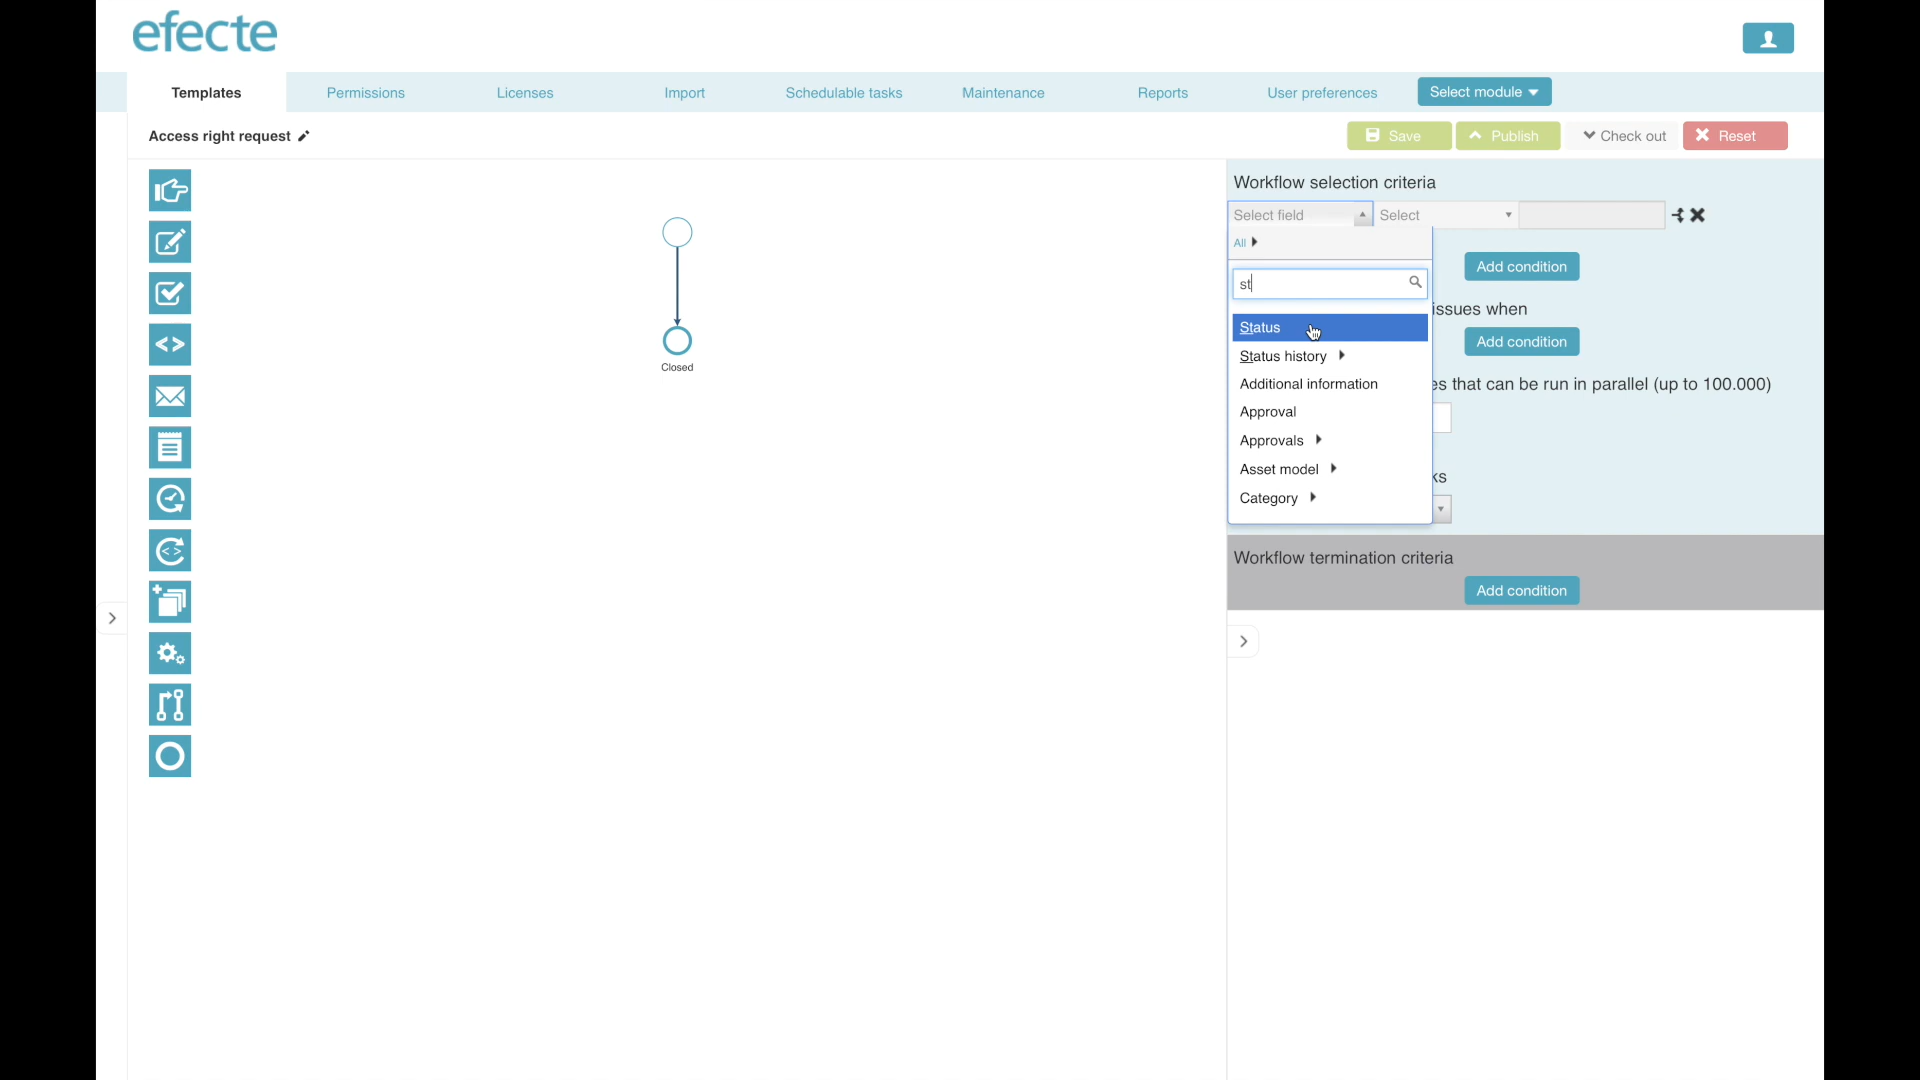 efecte
Templates Permissions Licenses Import Schedulable tasks Maintenance Reports User preferences Select module
Access right request Save Publish Check out Reset
Workflow selection criteria
Select field Select
All
Add condition
st
issues when
Status
Add condition
Status history
Closed
Additional information
es that can be run in parallel (up to 100.000)
Approval
Approvals
Asset model
ks
Category
Workflow termination criteria
Add condition